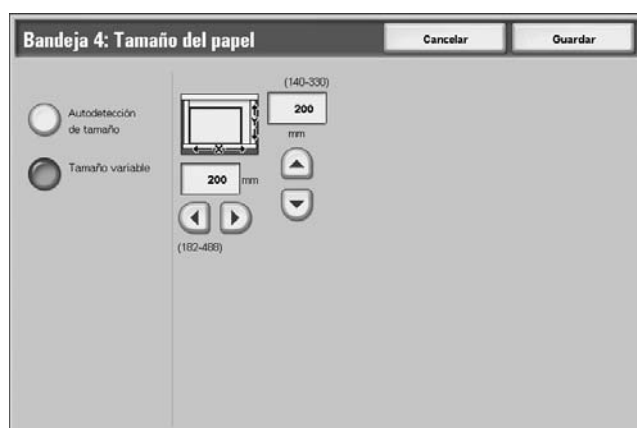 Bandeja 4: Tamaño del papel
Cancelar
Guardar
(140-330)
Autodetección
de tamaño
200
mm
Y
X
Tamaño variable
200 mm
(182-488)